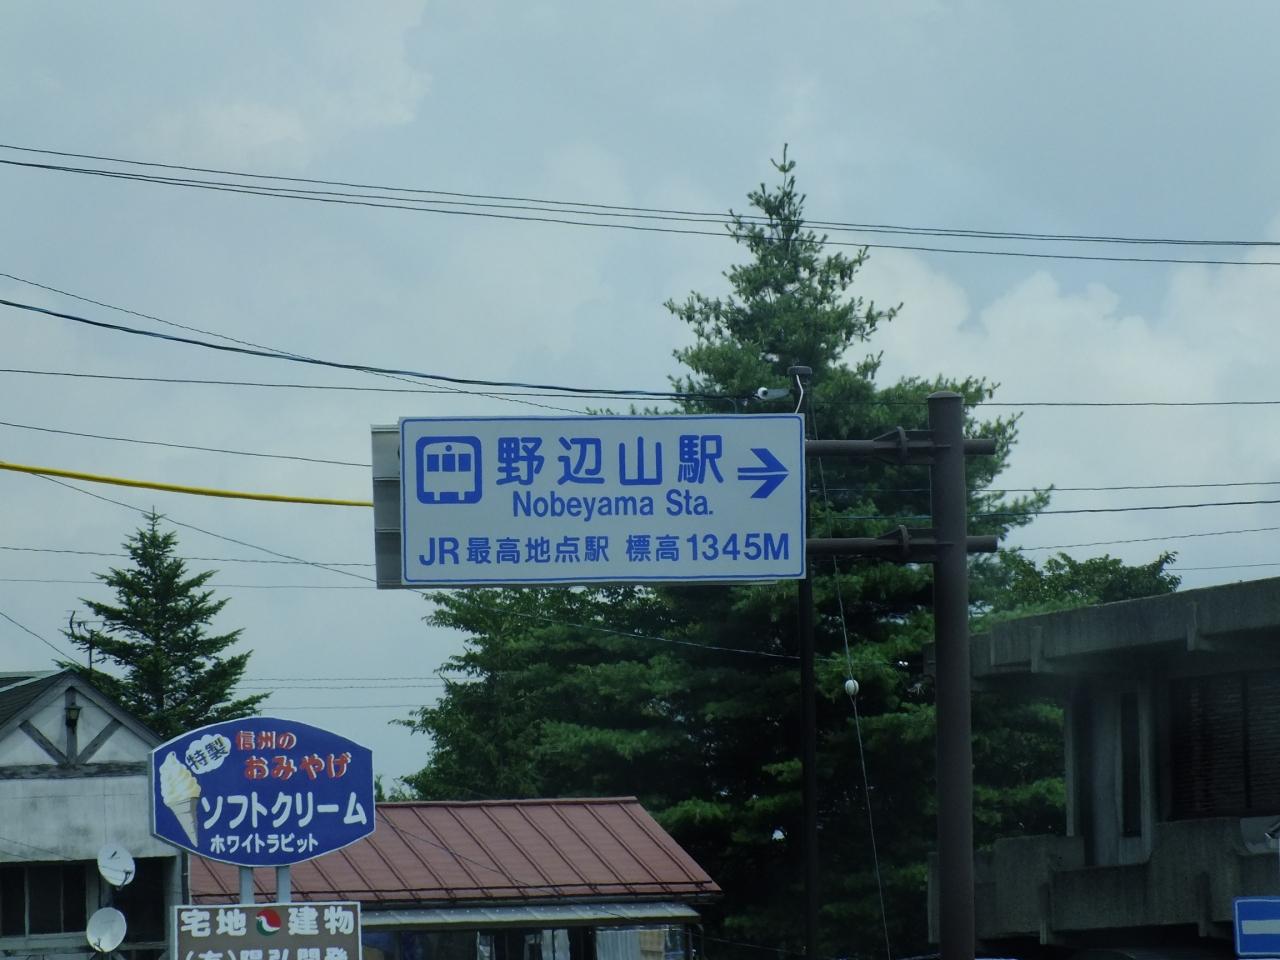 野辺山駅
Nobeyama Sta.
JR最高地点駅 標高1345M
特製
信州の
おみやげ
ソフトクリーム
ホワイトラビット
宅地 建物